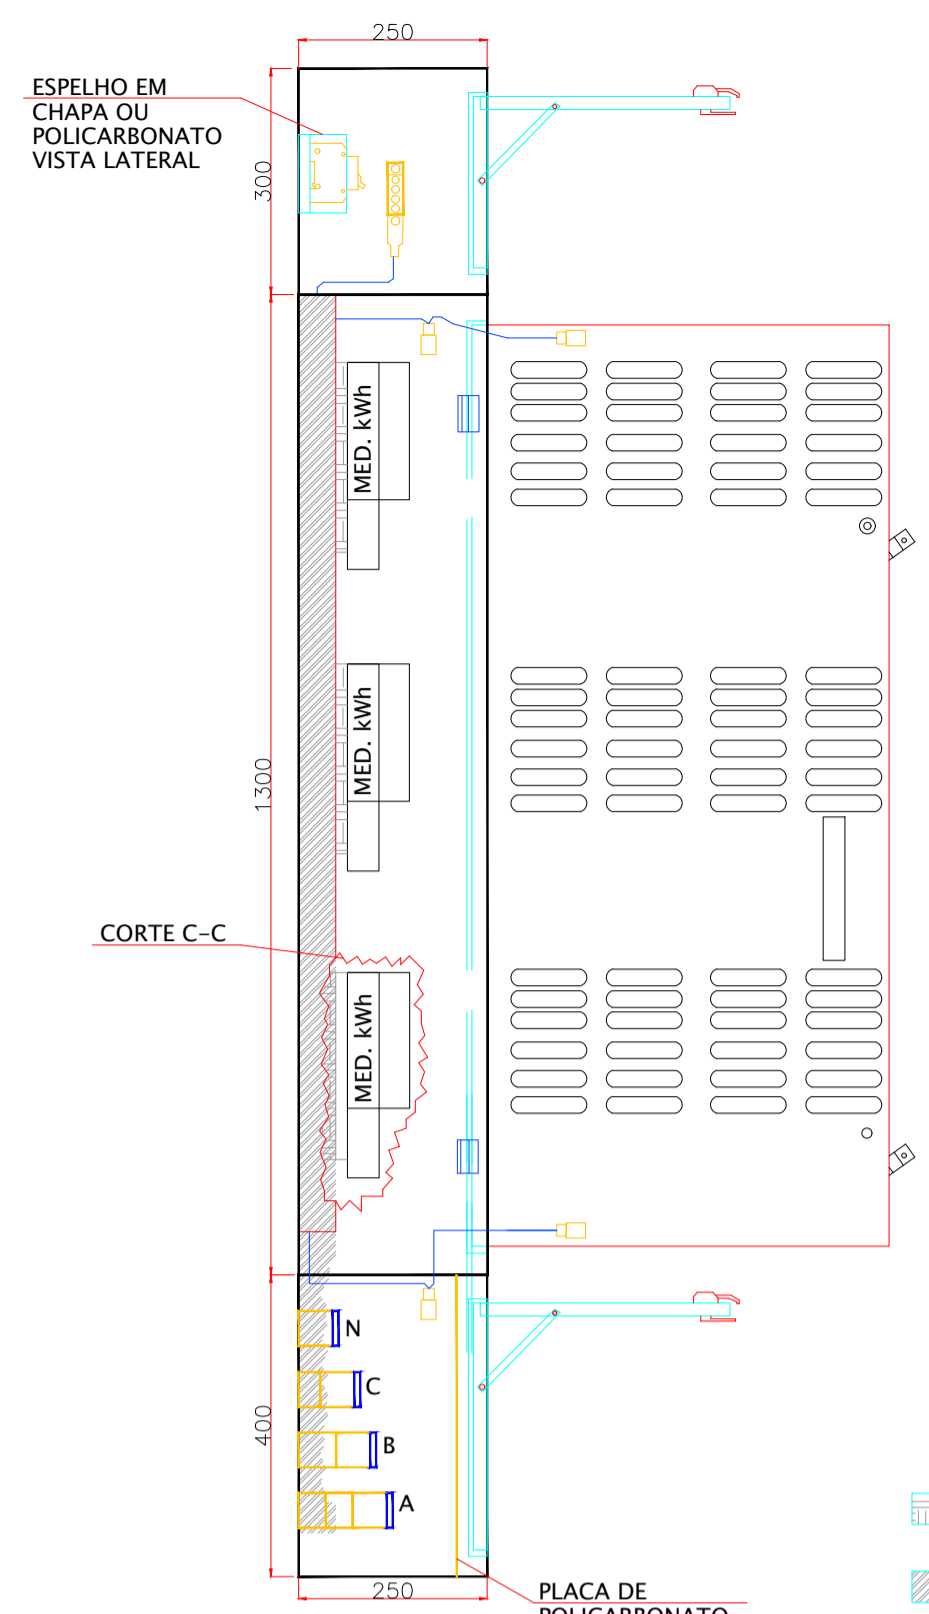 250
ESPELHO EM
CHAPA OU
POLICARBONATO
VISTA LATERAL
300
MED. kWh
MED. kWh
1300
CORTE C-C
MED. kWh
N
C
B
A
400
250
PLACA DE
POLICARBONATO